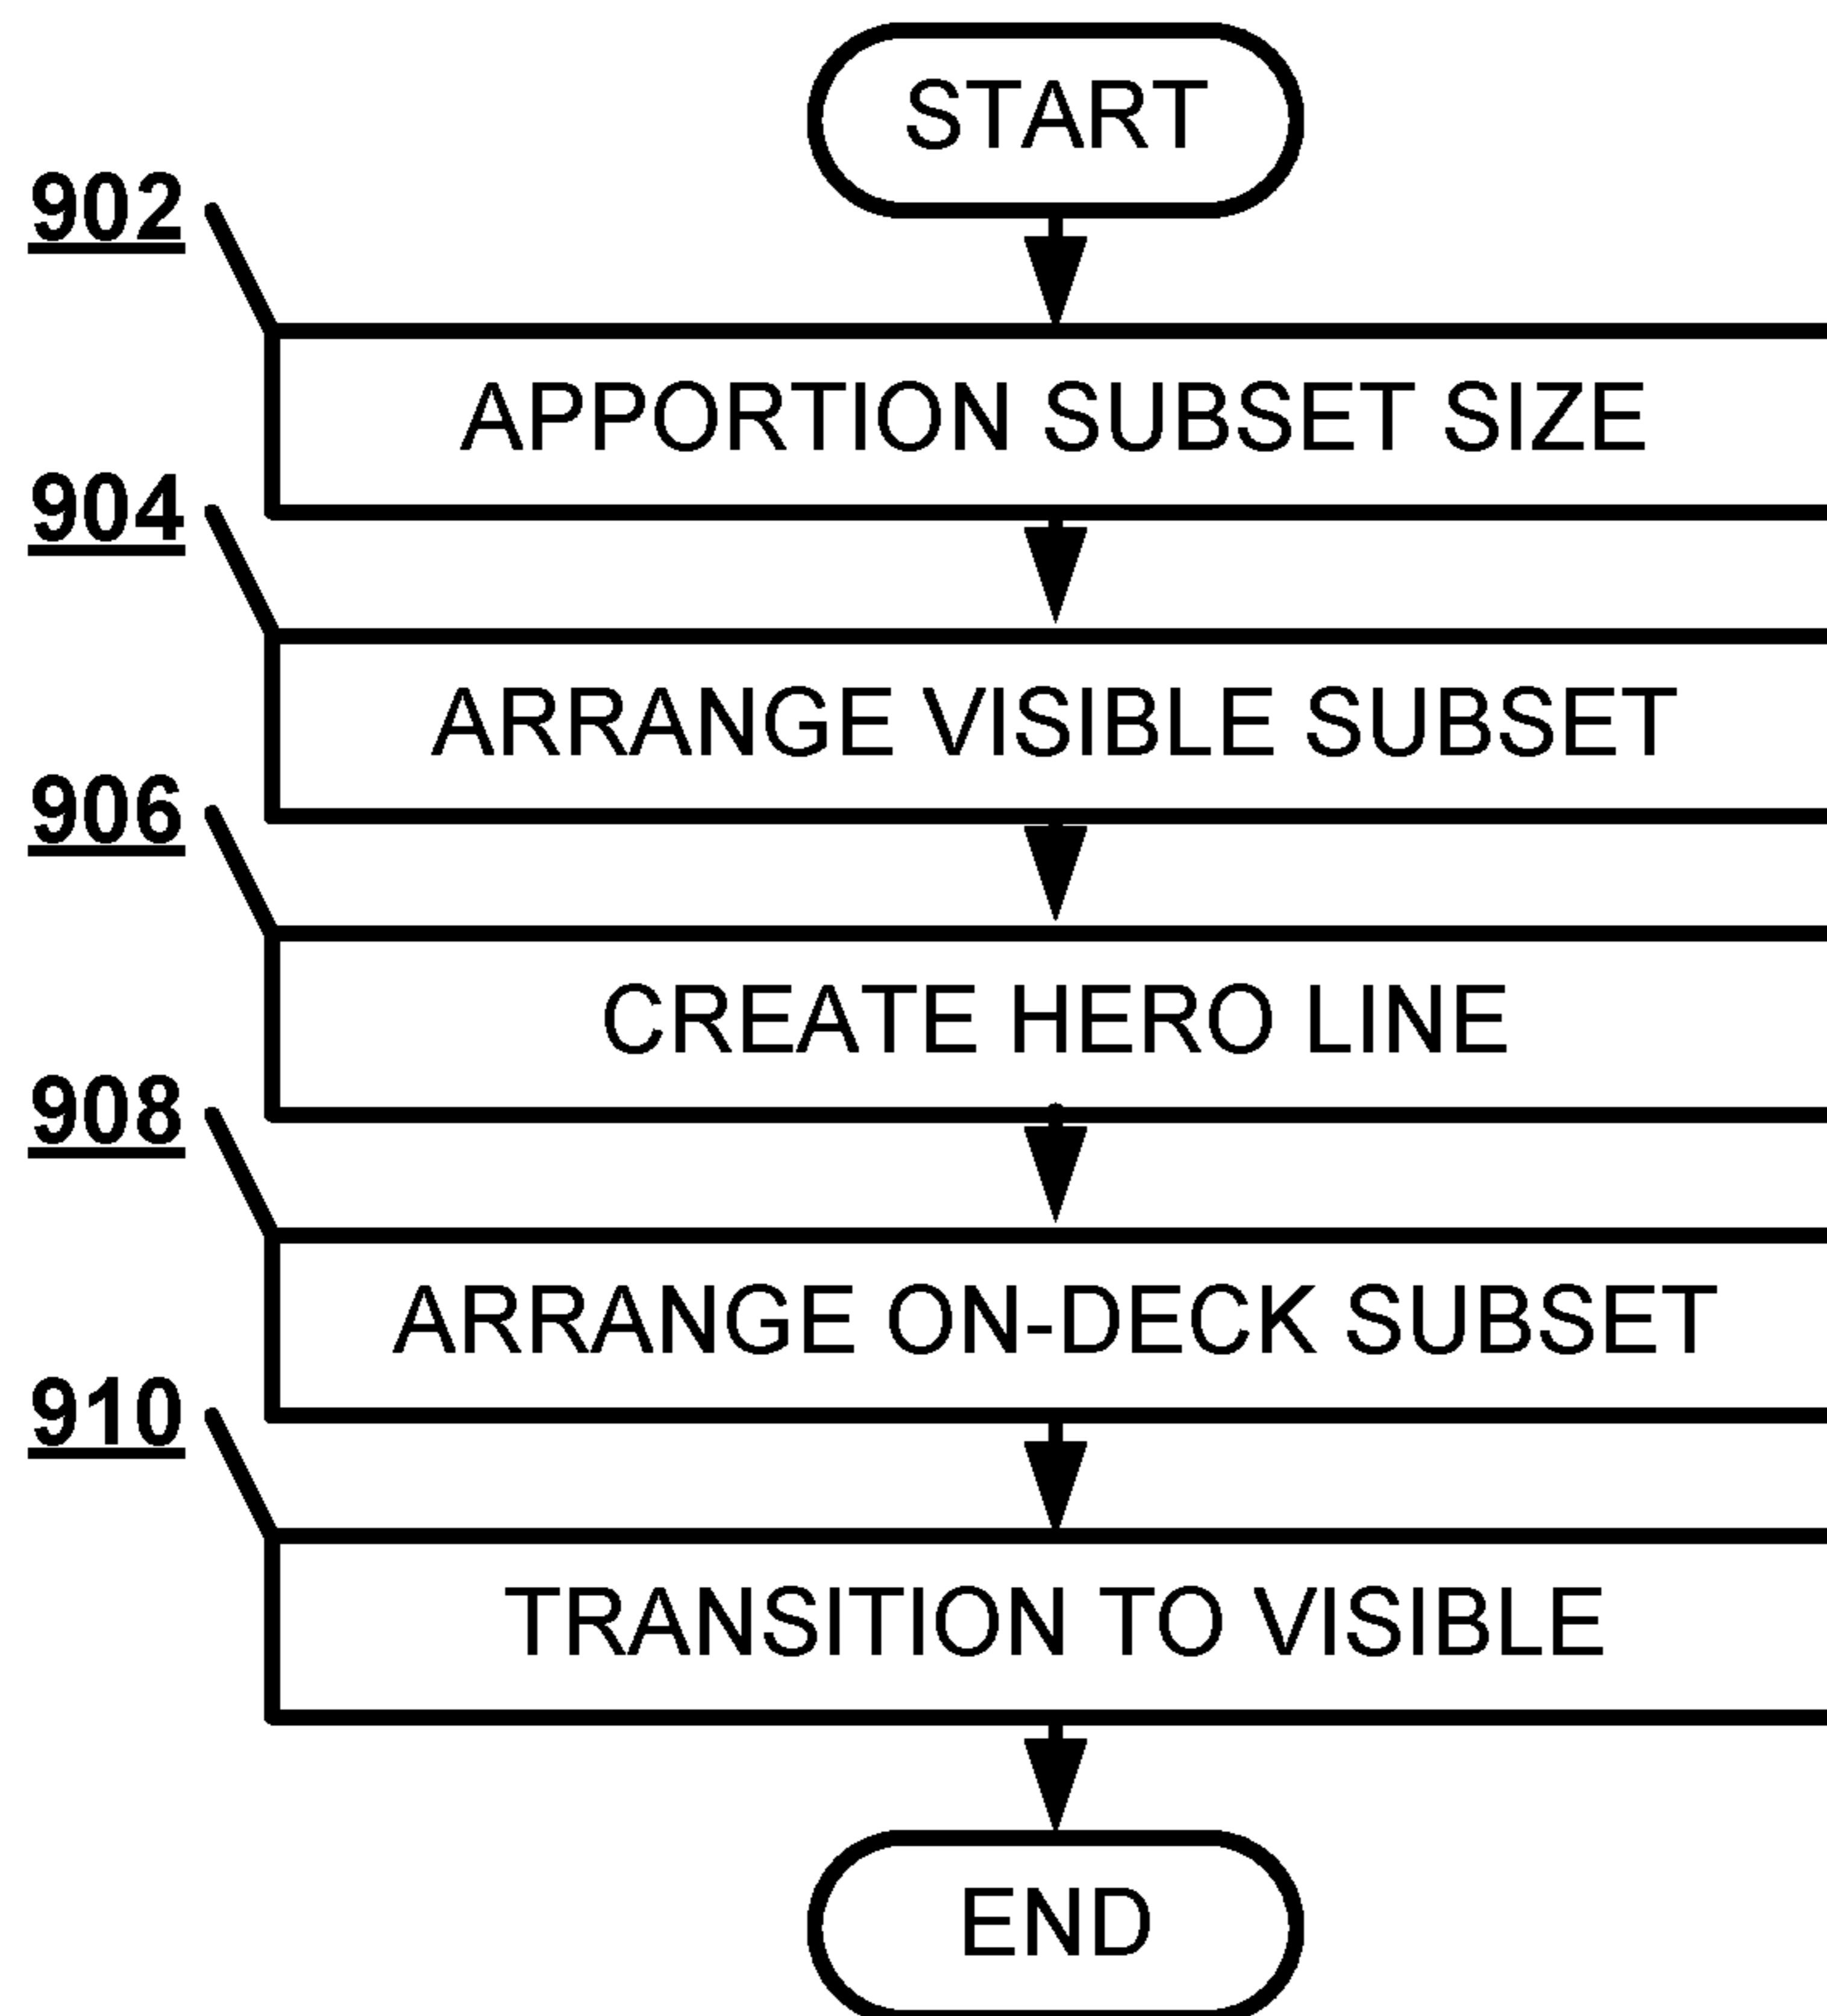 START
902
APPORTION SUBSET SIZE
904
ARRANGE VISIBLE SUBSET
906
CREATE HERO LINE
908
ARRANGE ON-DECK SUBSET
910
TRANSITION TO VISIBLE
END